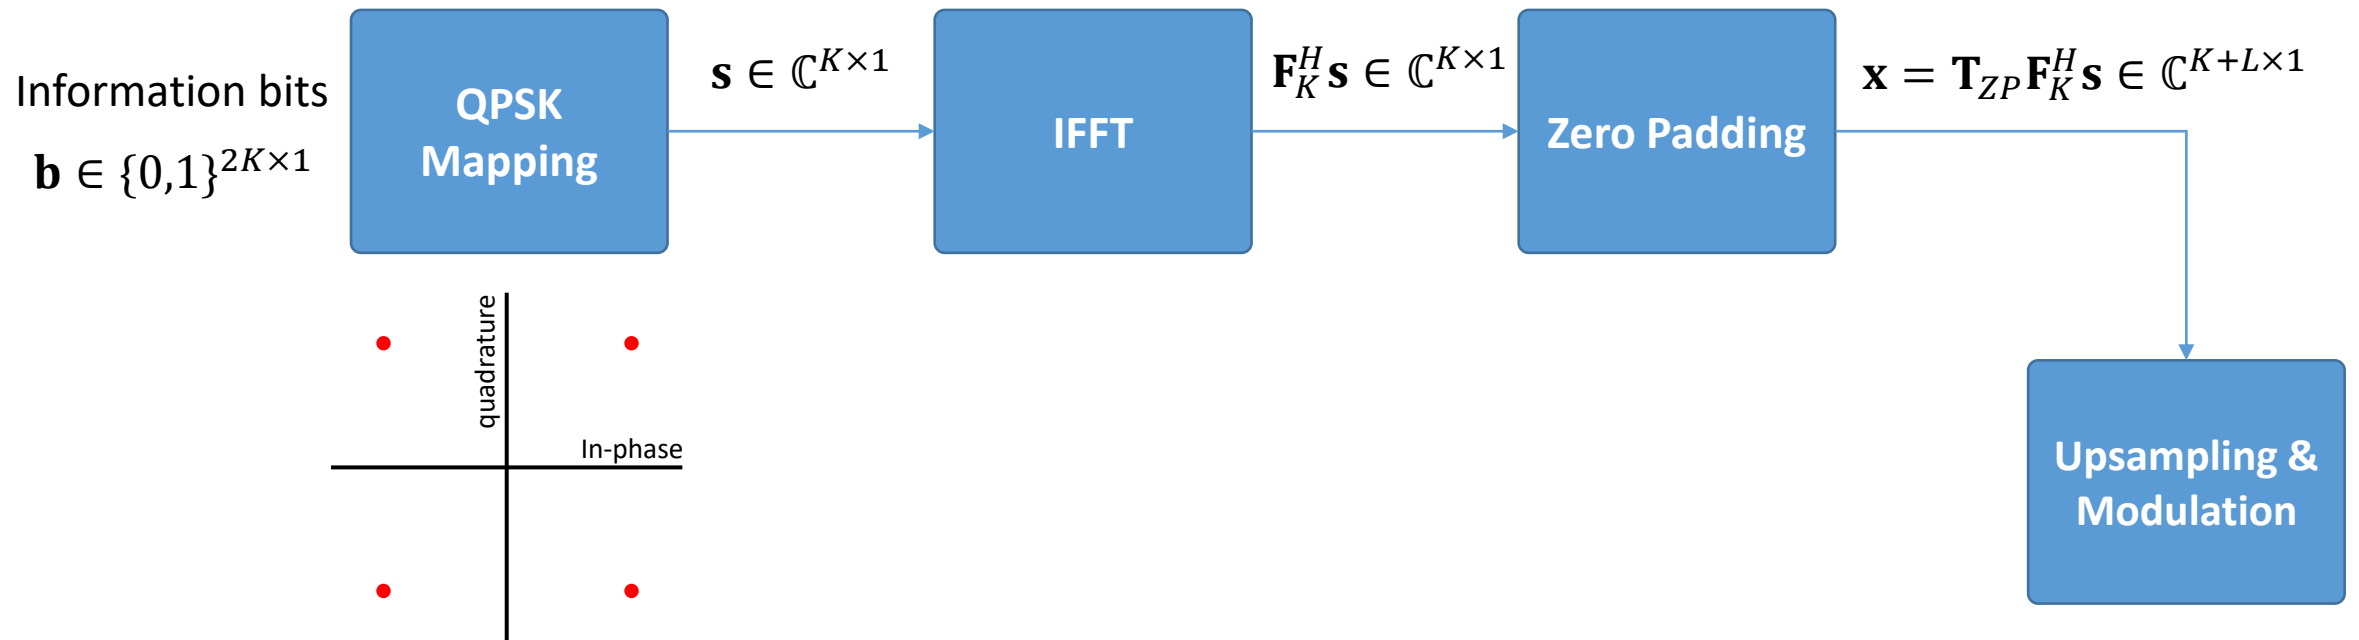 Information bits
𝐛 ∈ {0,1}^{2K×1}
QPSK
Mapping
𝐬 ∈ ℂ^{K×1}
IFFT
𝐅_K^H 𝐬 ∈ ℂ^{K×1}
Zero Padding
𝐱 = 𝐓_{ZP} 𝐅_K^H 𝐬 ∈ ℂ^{K+L×1}
quadrature
In-phase
Upsampling &
Modulation